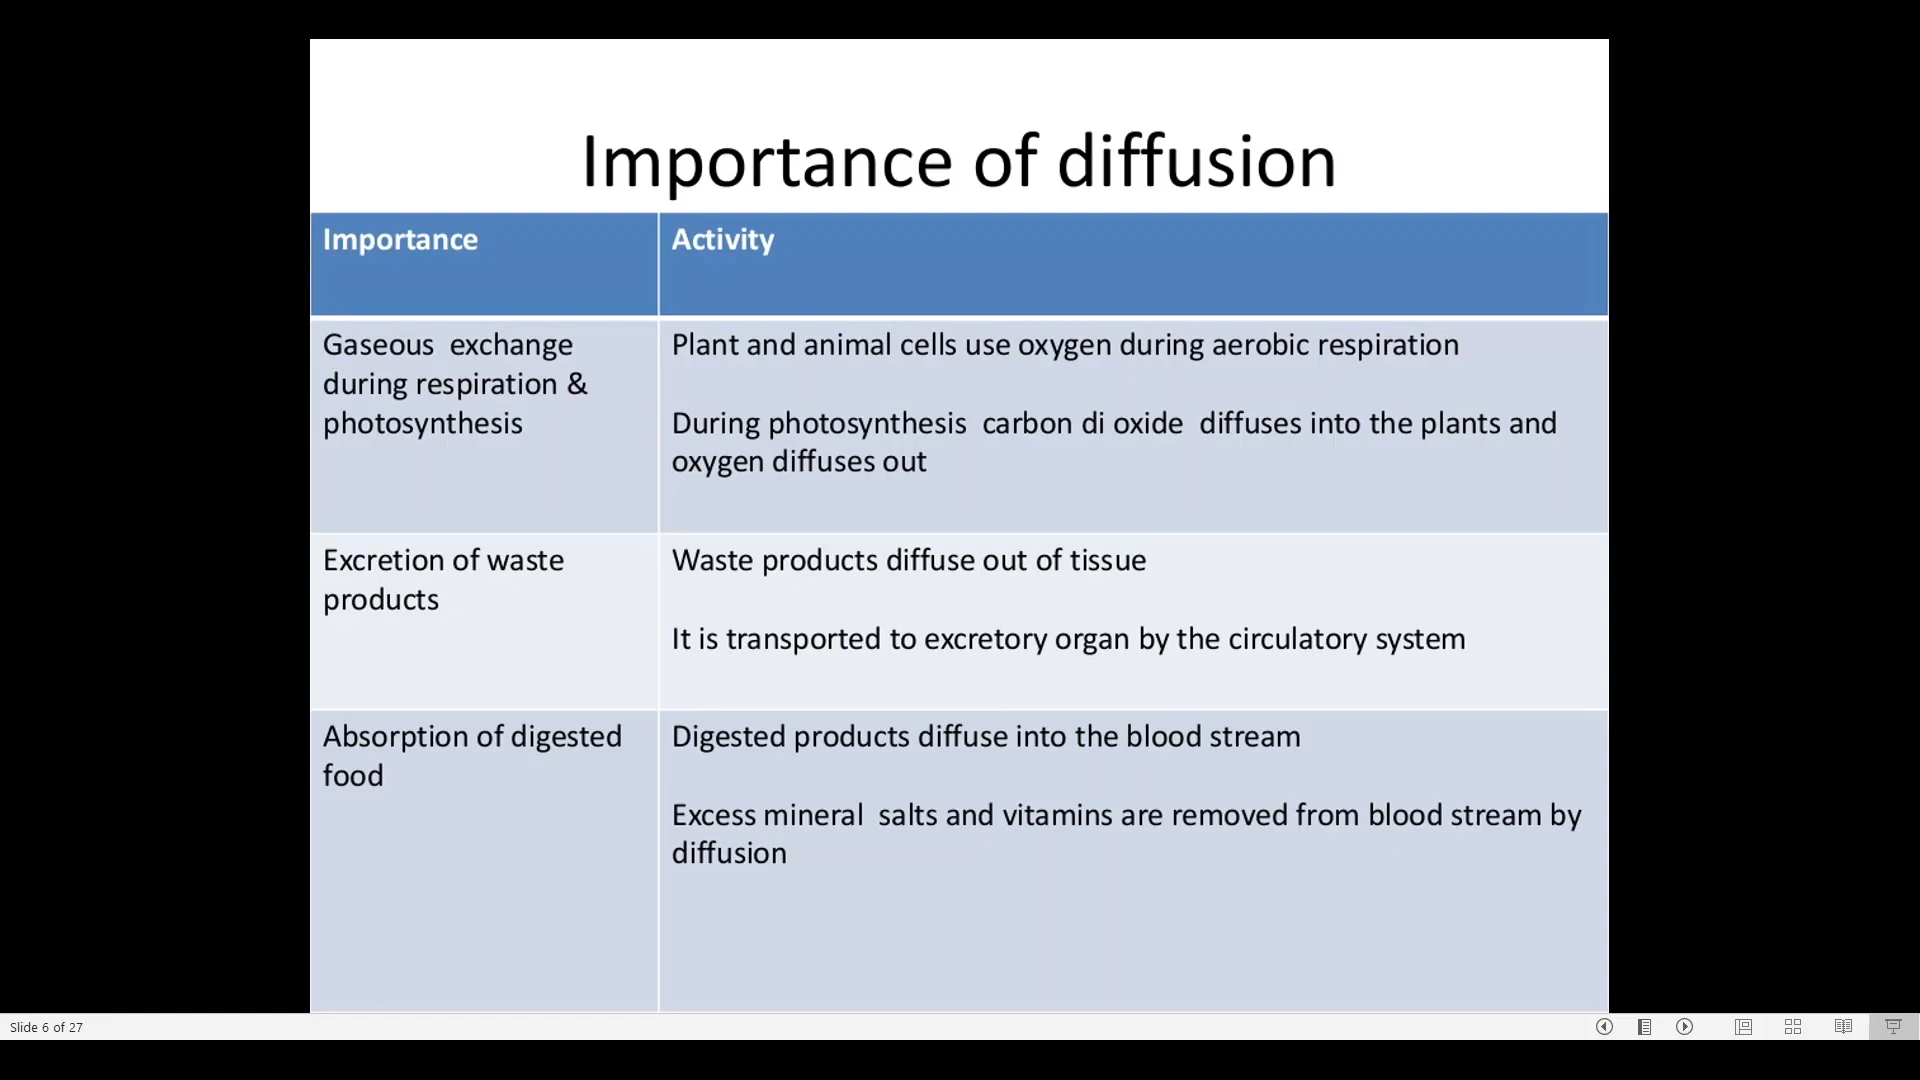 Importance of diffusion
Importance
Activity
Gaseous exchange
during respiration &
photosynthesis
Plant and animal cells use oxygen during aerobic respiration
During photosynthesis carbon di oxide diffuses into the plants and
oxygen diffuses out
Excretion of waste
products
Waste products diffuse out of tissue
It is transported to excretory organ by the circulatory system
Absorption of digested
food
Digested products diffuse into the blood stream
Excess mineral salts and vitamins are removed from blood stream by
diffusion
Slide 6 of 27